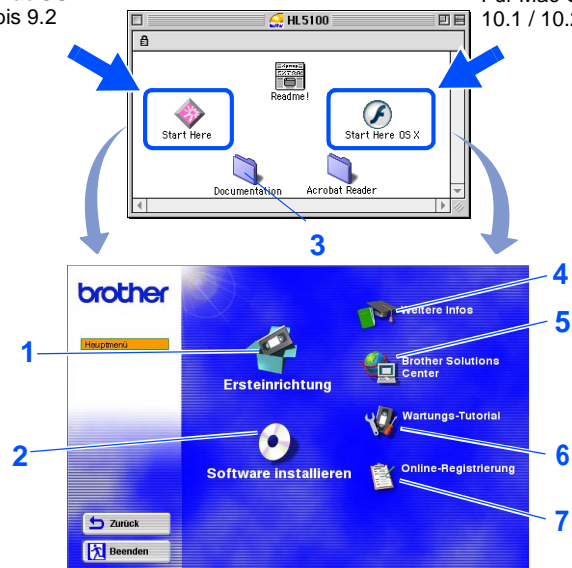 bis 9.2
10.1 / 10.2
HL5100
Readme!
Start Here
Start Here OS X
Documentation
Acrobat Reader
3
brother
Hauptmenü
1
Ersteinrichtung
2
Software installieren
4
Weitere Infos
5
Brother Solutions
Center
Wartungs-Tutorial
6
Online-Registrierung
7
Zurück
Beenden